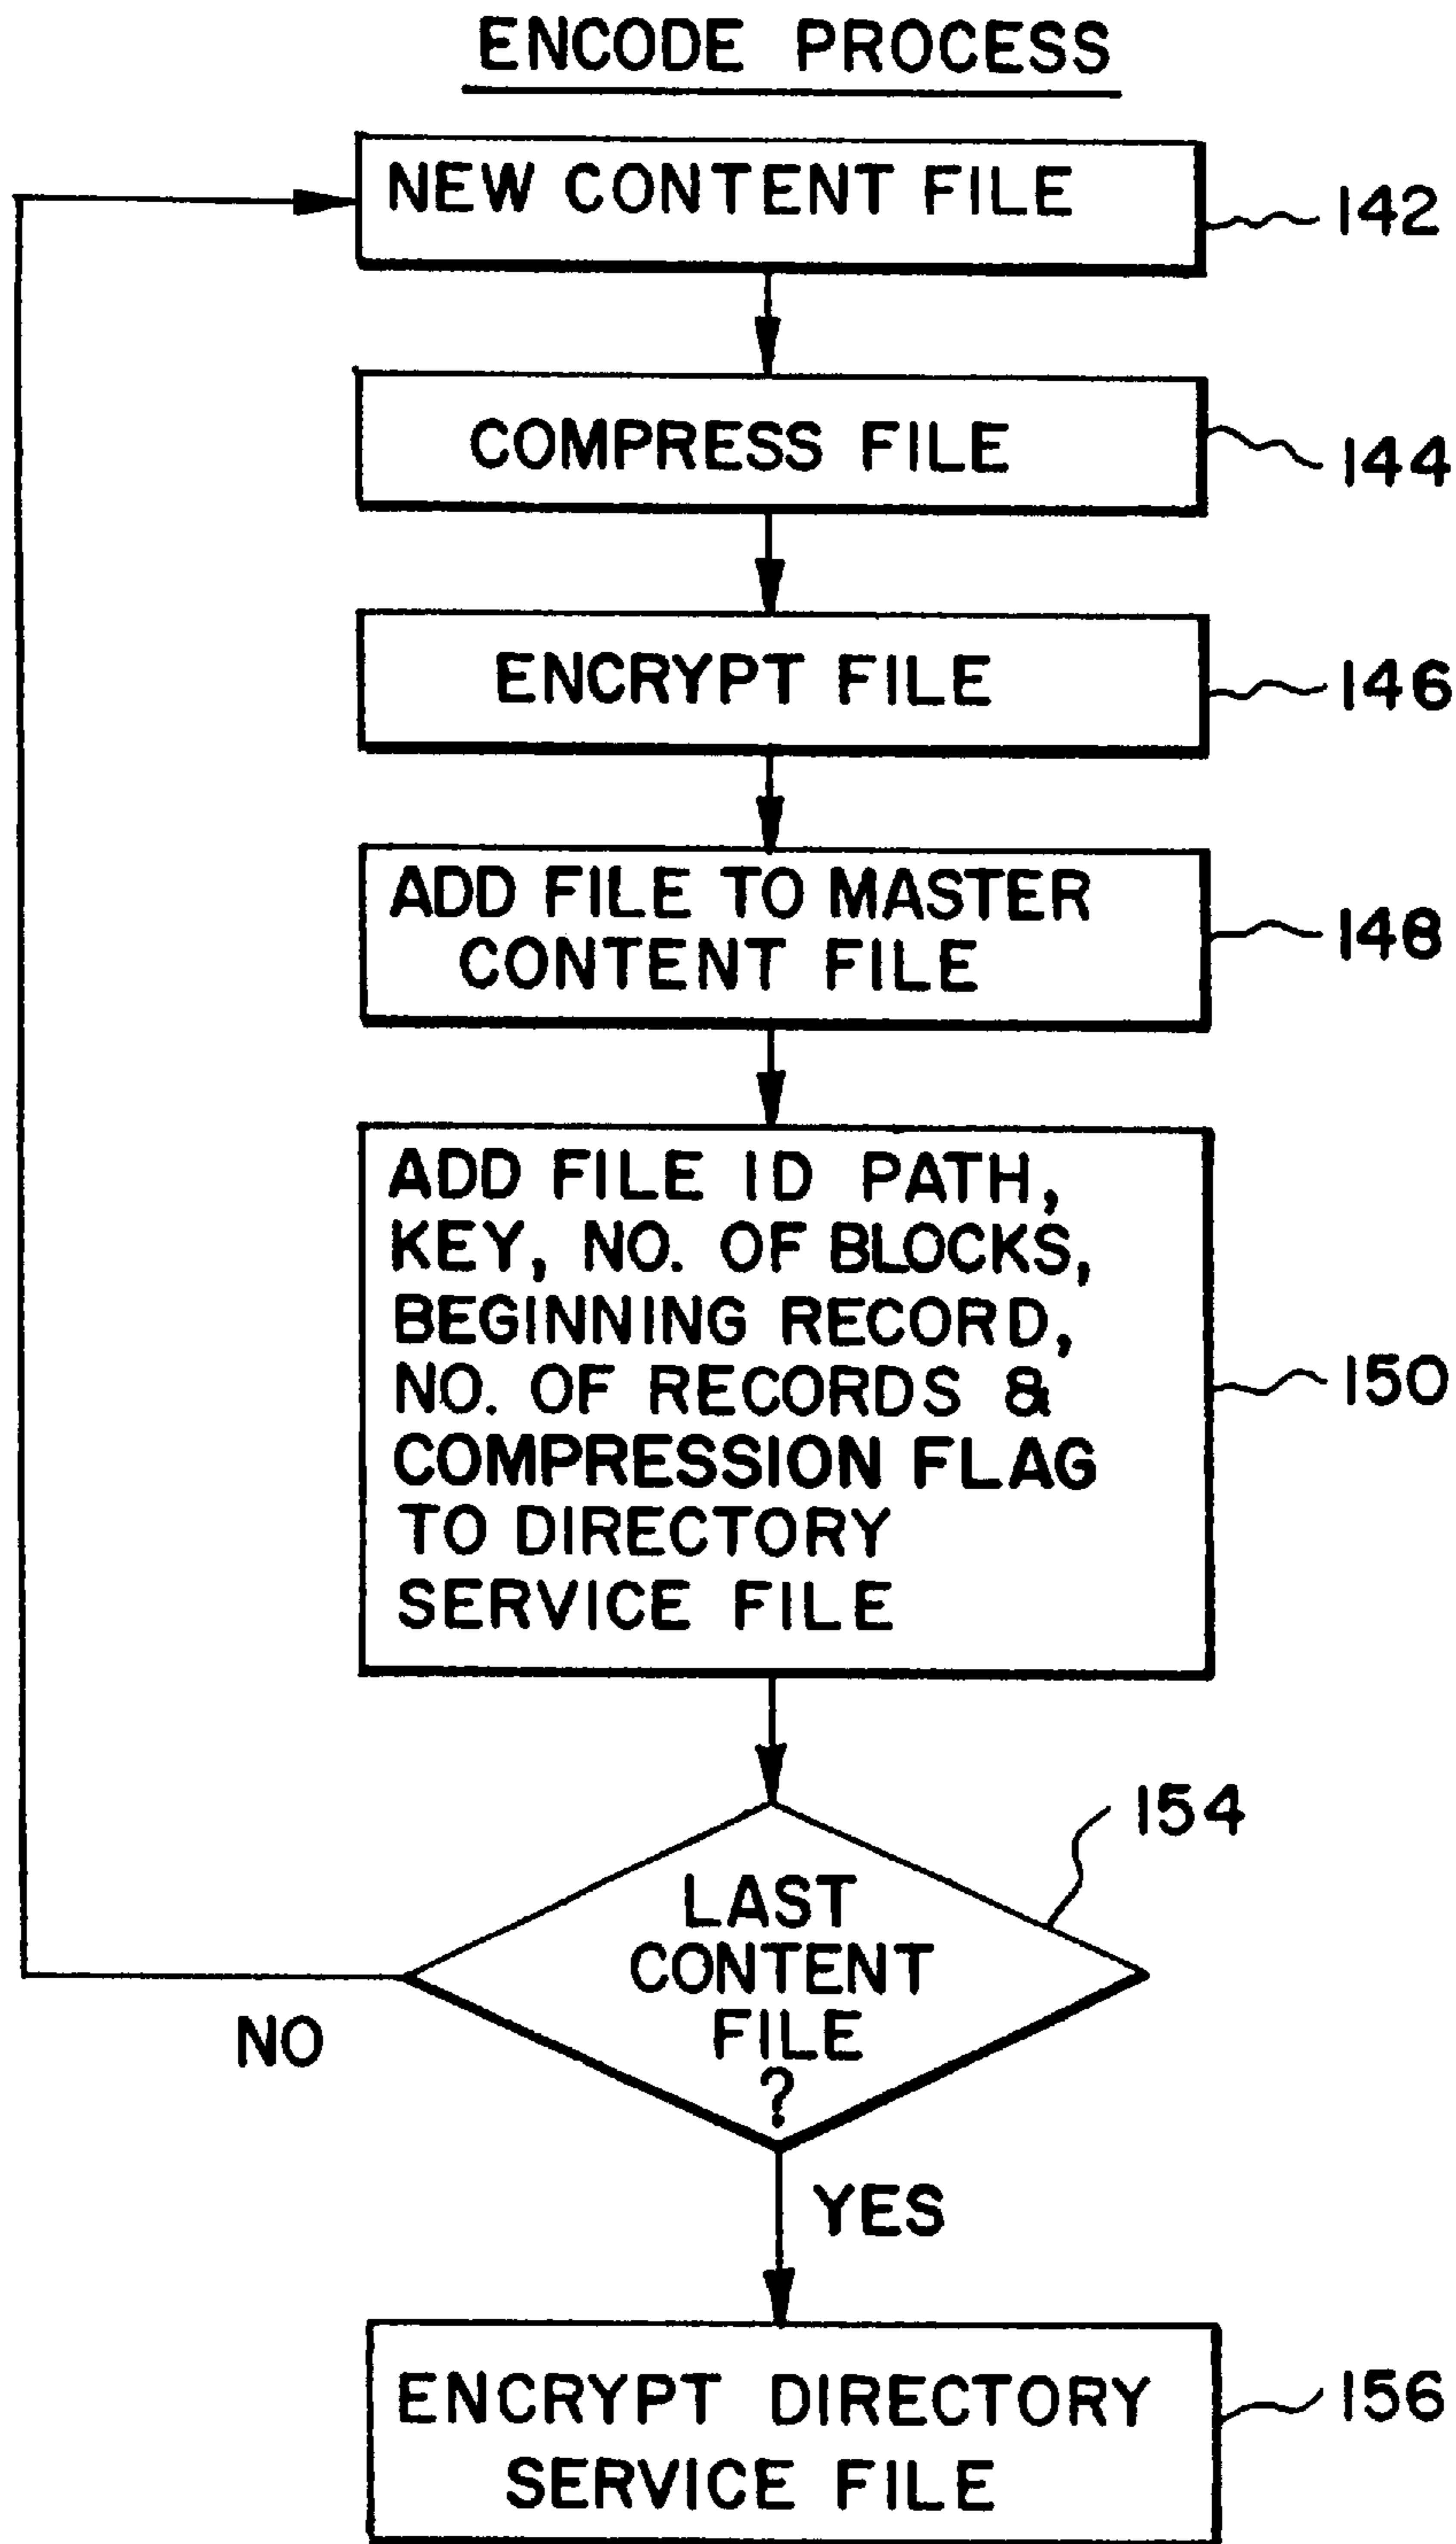 ENCODE PROCESS
NEW CONTENT FILE
142
COMPRESS FILE
144
ENCRYPT FILE
146
ADD FILE TO MASTER
CONTENT FILE
148
ADD FILE ID PATH,
KEY, NO. OF BLOCKS,
BEGINNING RECORD,
NO. OF RECORDS &
COMPRESSION FLAG
TO DIRECTORY
SERVICE FILE
150
154
LAST
CONTENT
FILE
?
NO
YES
ENCRYPT DIRECTORY
SERVICE FILE
156